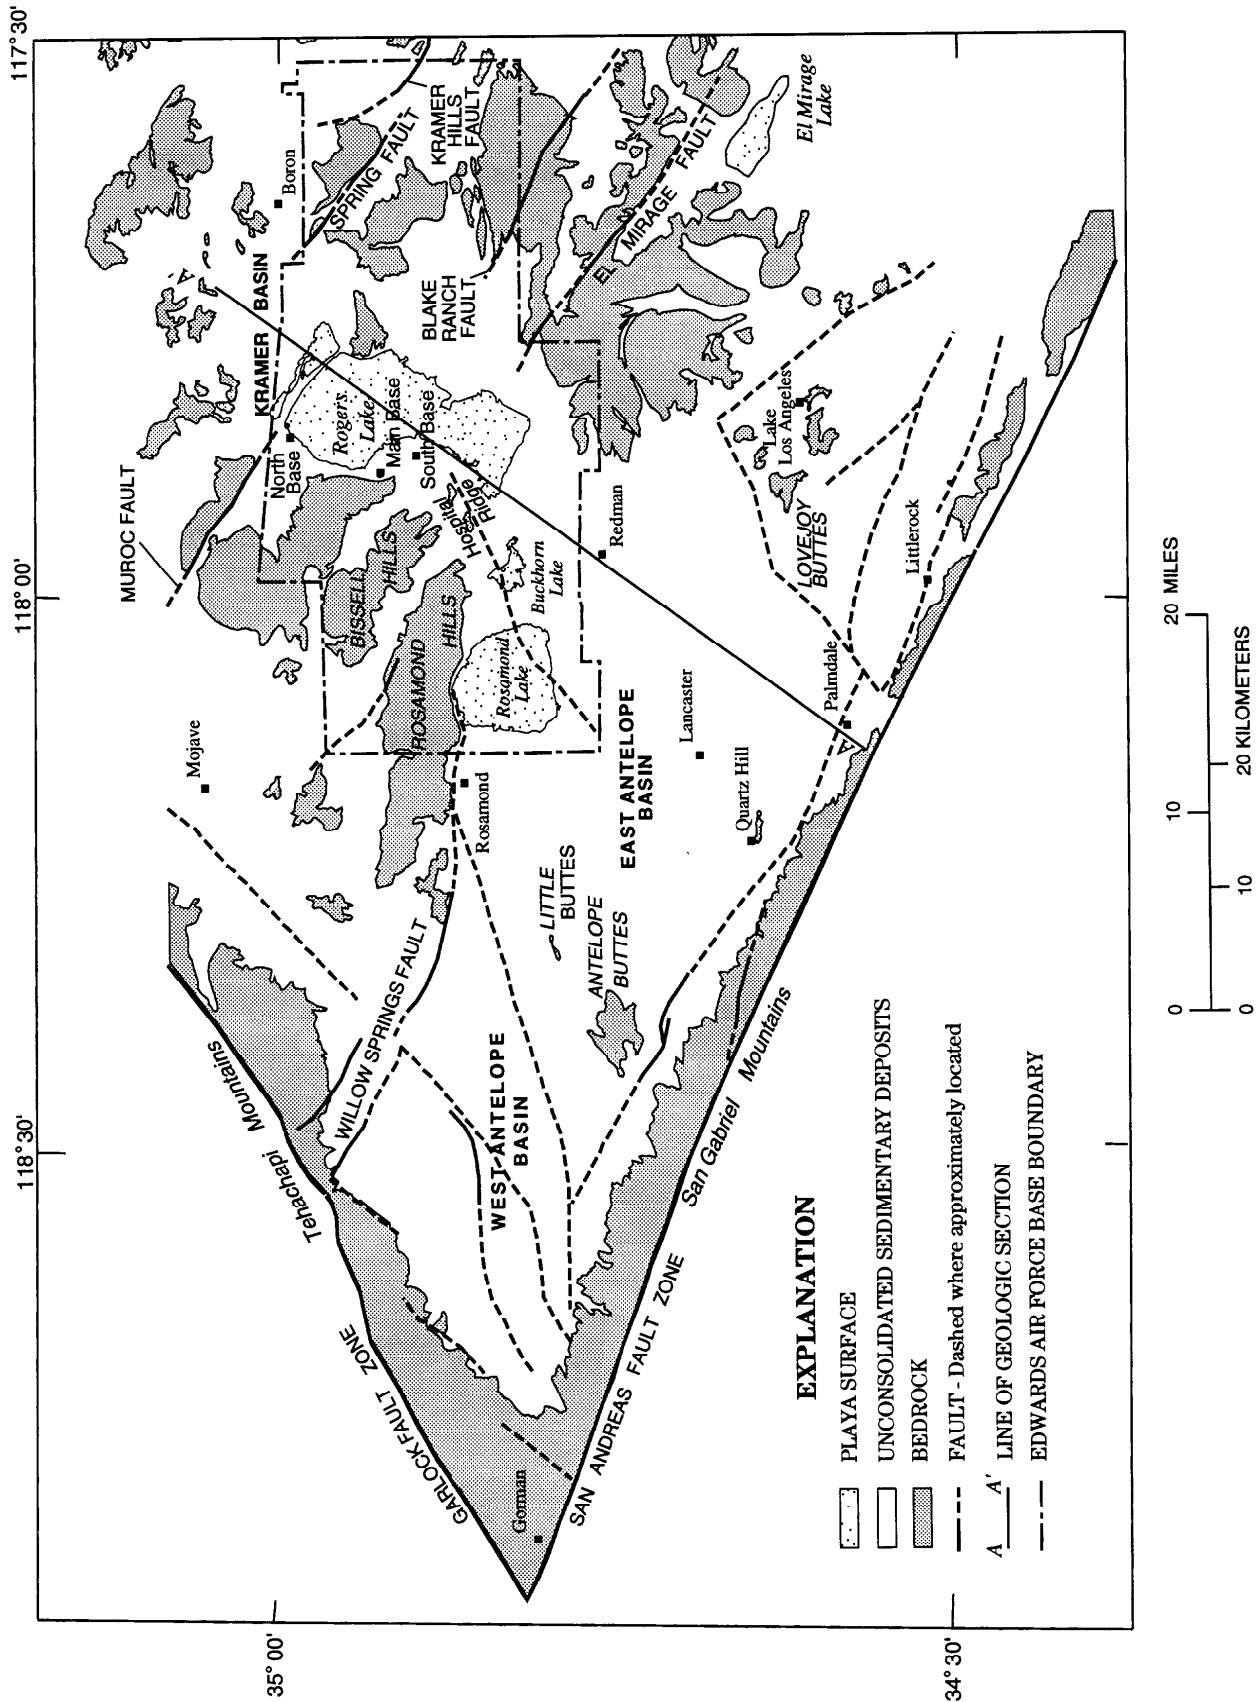 118° 30'
118° 00'
117° 30'
35° 00'
34° 30'
Tehachapi
Mountains
GARLOCK FAULT ZONE
Gorman
SAN ANDREAS FAULT ZONE
San Gabriel Mountains
WILLOW SPRINGS FAULT
WEST ANTELOPE
BASIN
Mojave
Rosamond
LITTLE
BUTTES
ANTELOPE
BUTTES
EAST ANTELOPE
BASIN
Lancaster
Quartz Hill
Palmdale
A
Littlerock
LOVEJOY
BUTTES
Lake
Los Angeles
Redman
MUROC FAULT
BISSELL
HILLS
ROSAMOND
HILLS
Rosamond
Lake
Buckhorn
Lake
Hospital
Ridge
North
Base
Rogers
Lake
Main Base
South Base
KRAMER BASIN
A'
Boron
SPRING FAULT
KRAMER
HILLS
FAULT
BLAKE
RANCH
FAULT
EL MIRAGE FAULT
El Mirage
Lake
EXPLANATION
PLAYA SURFACE
UNCONSOLIDATED SEDIMENTARY DEPOSITS
BEDROCK
FAULT - Dashed where approximately located
A A' LINE OF GEOLOGIC SECTION
EDWARDS AIR FORCE BASE BOUNDARY
0 10 20 MILES
0 10 20 KILOMETERS